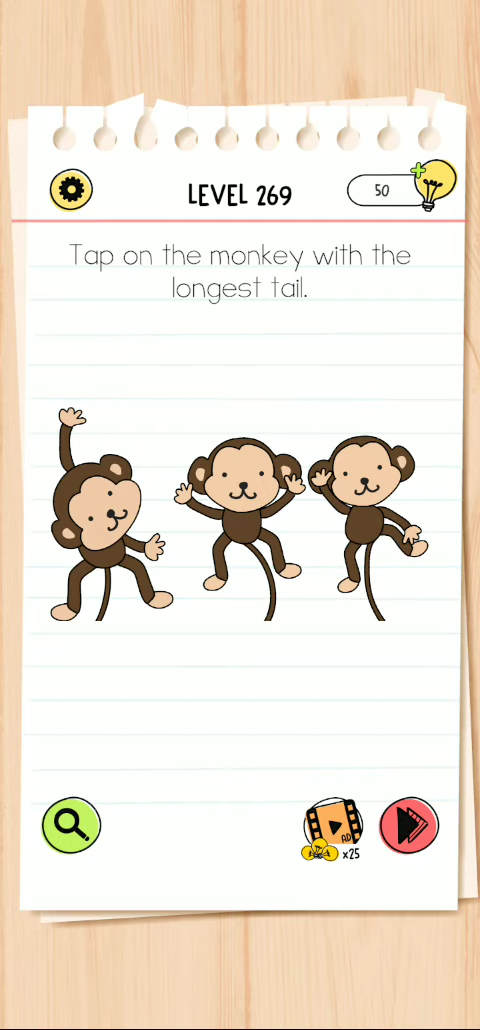 LEVEL 269
50
Tap on the monkey with the
longest tail.
AD
x25